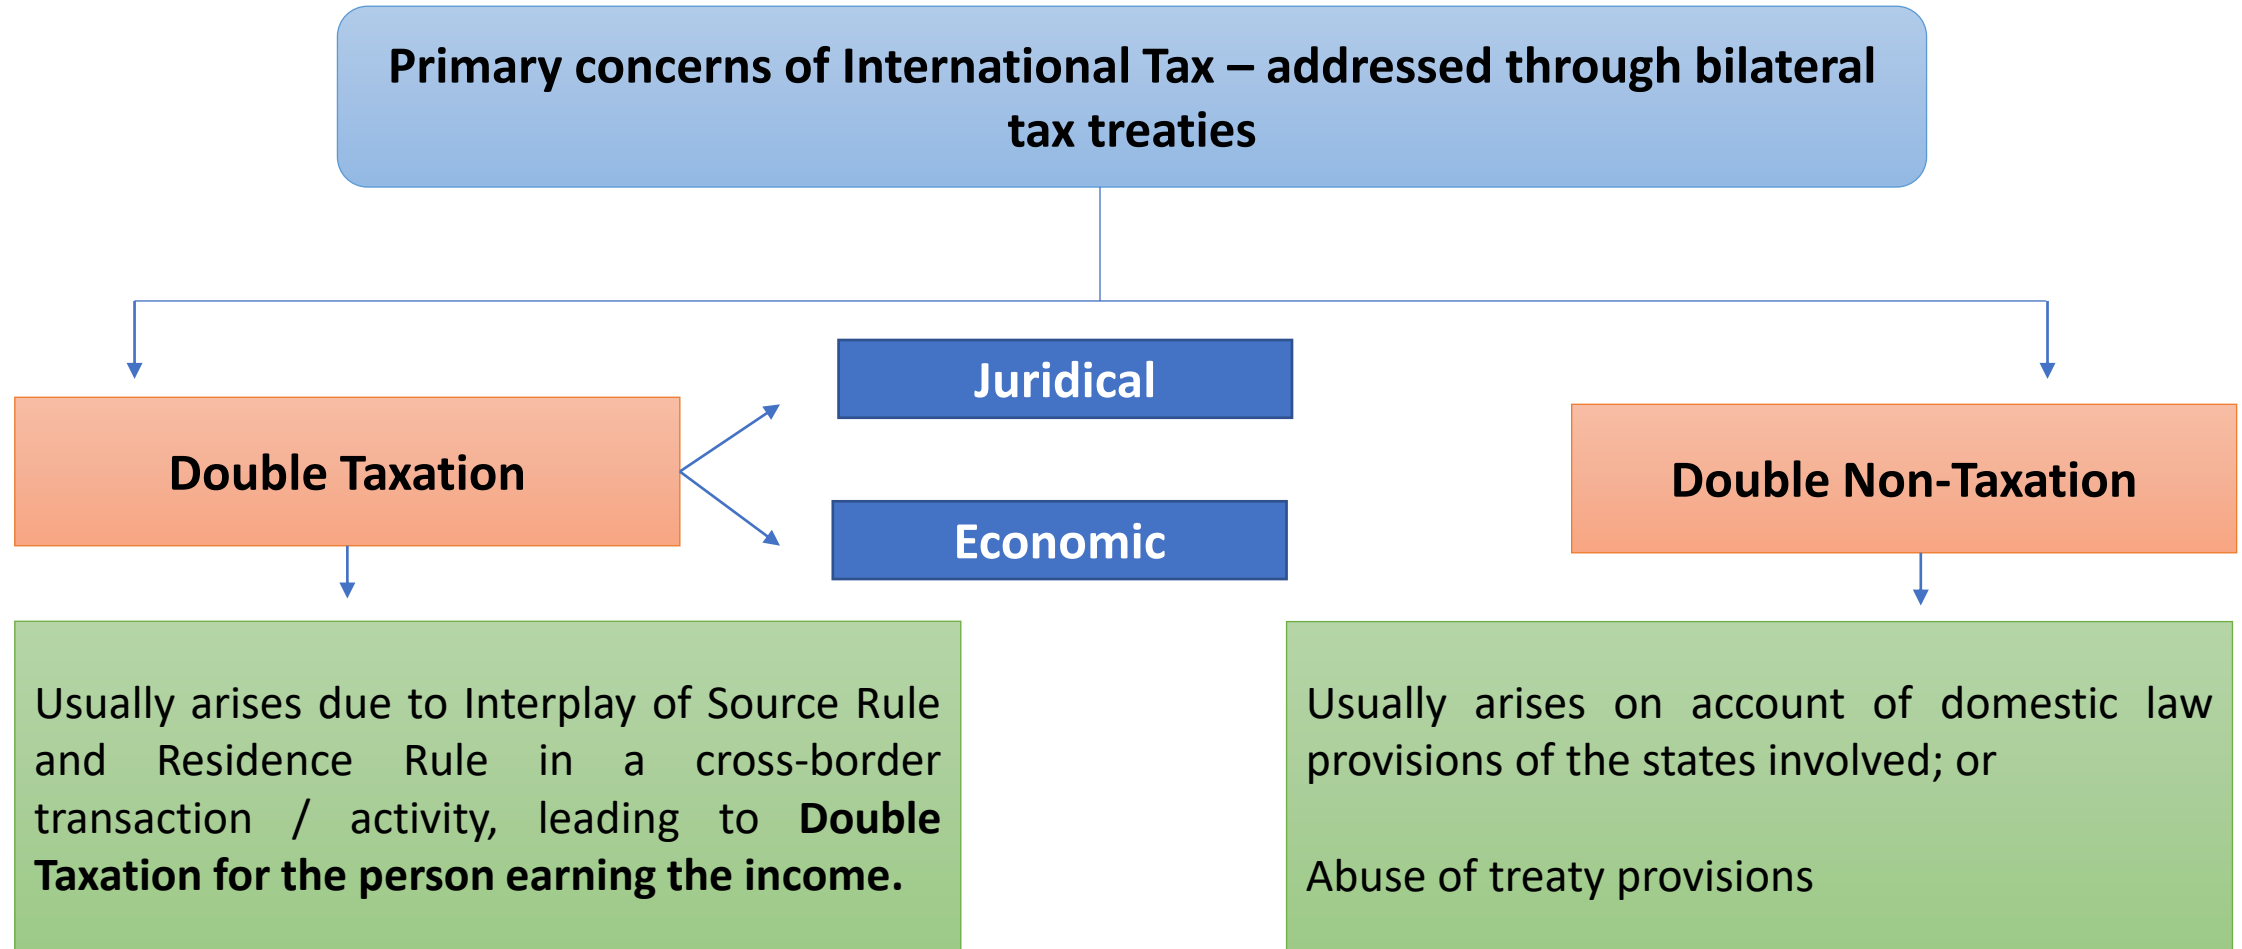 Primary concerns of International Tax – addressed through bilateral
tax treaties
Juridical
Double Taxation
Economic
Double Non-Taxation
Usually arises due to Interplay of Source Rule
and Residence Rule in a cross-border
transaction / activity, leading to Double
Taxation for the person earning the income.
Usually arises on account of domestic law
provisions of the states involved; or
Abuse of treaty provisions